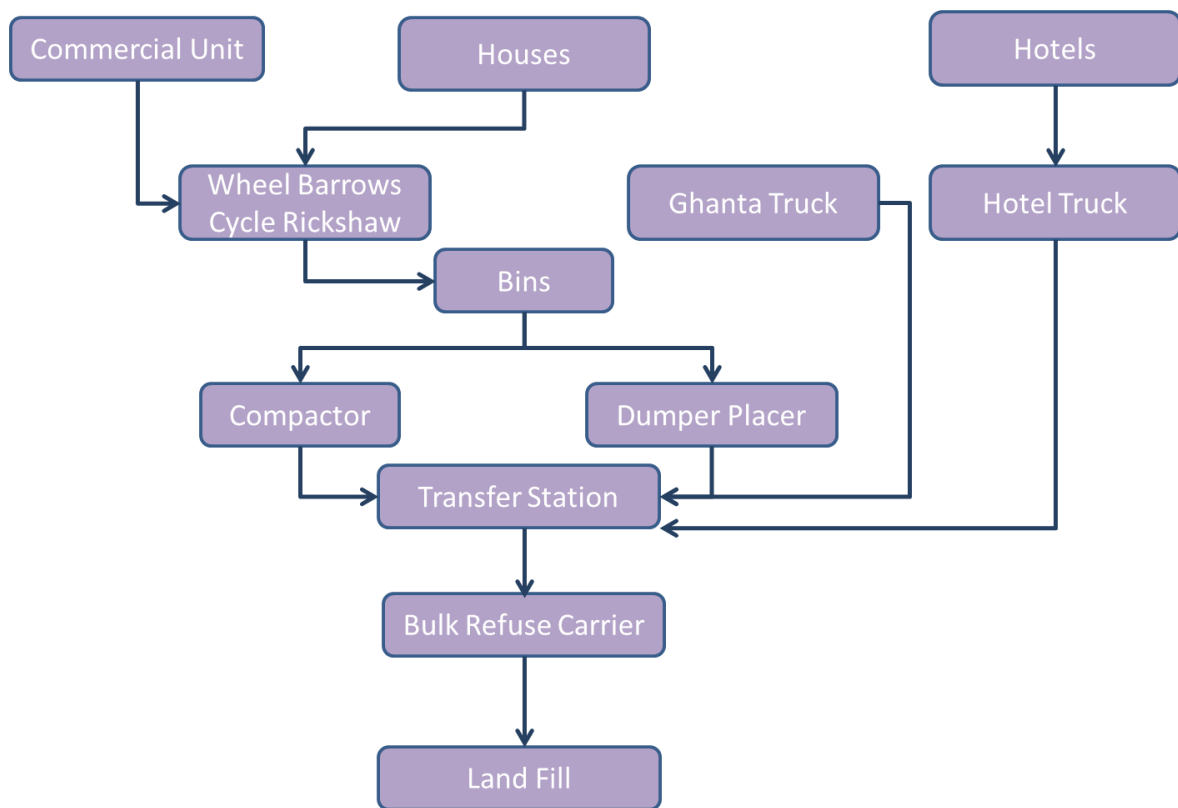 Commercial Unit
Houses
Hotels
Wheel Barrows
Cycle Rickshaw
Ghanta Truck
Hotel Truck
Bins
Compactor
Dumper Placer
Transfer Station
Bulk Refuse Carrier
Land Fill